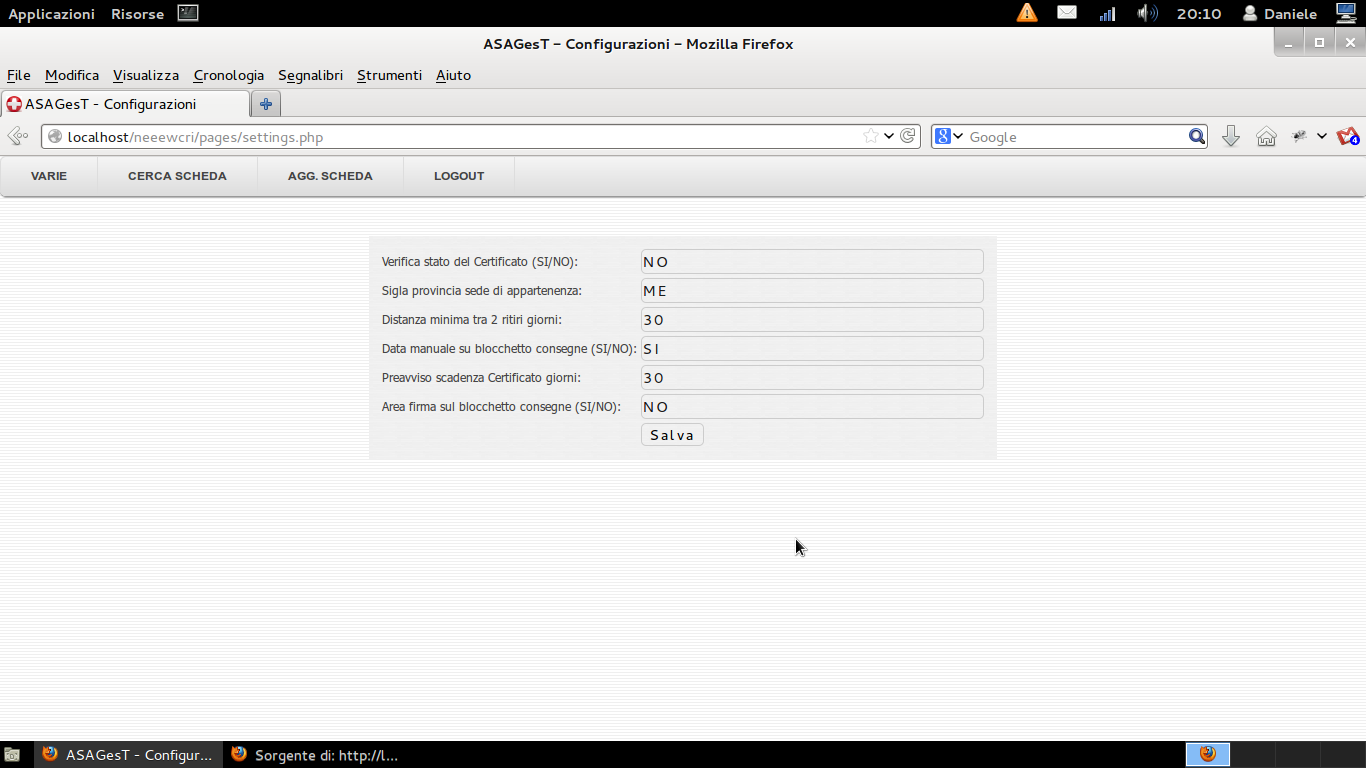 Applicazioni Risorse 20:10 Daniele
ASAGesT - Configurazioni - Mozilla Firefox
File Modifica Visualizza Cronologia Segnalibri Strumenti Aiuto
ASAGesT - Configurazioni
localhost/neeewcri/pages/settings.php
8 Google
4
VARIE CERCA SCHEDA AGG. SCHEDA LOGOUT
Verifica stato del Certificato (SI/NO): NO
Sigla provincia sede di appartenenza: ME
Distanza minima tra 2 ritiri giorni: 30
Data manuale su blocchetto consegne (SI/NO): SI
Preavviso scadenza Certificato giorni: 30
Area firma sul blocchetto consegne (SI/NO): NO
Salva
ASAGesT - Configur... Sorgente di: http://l...